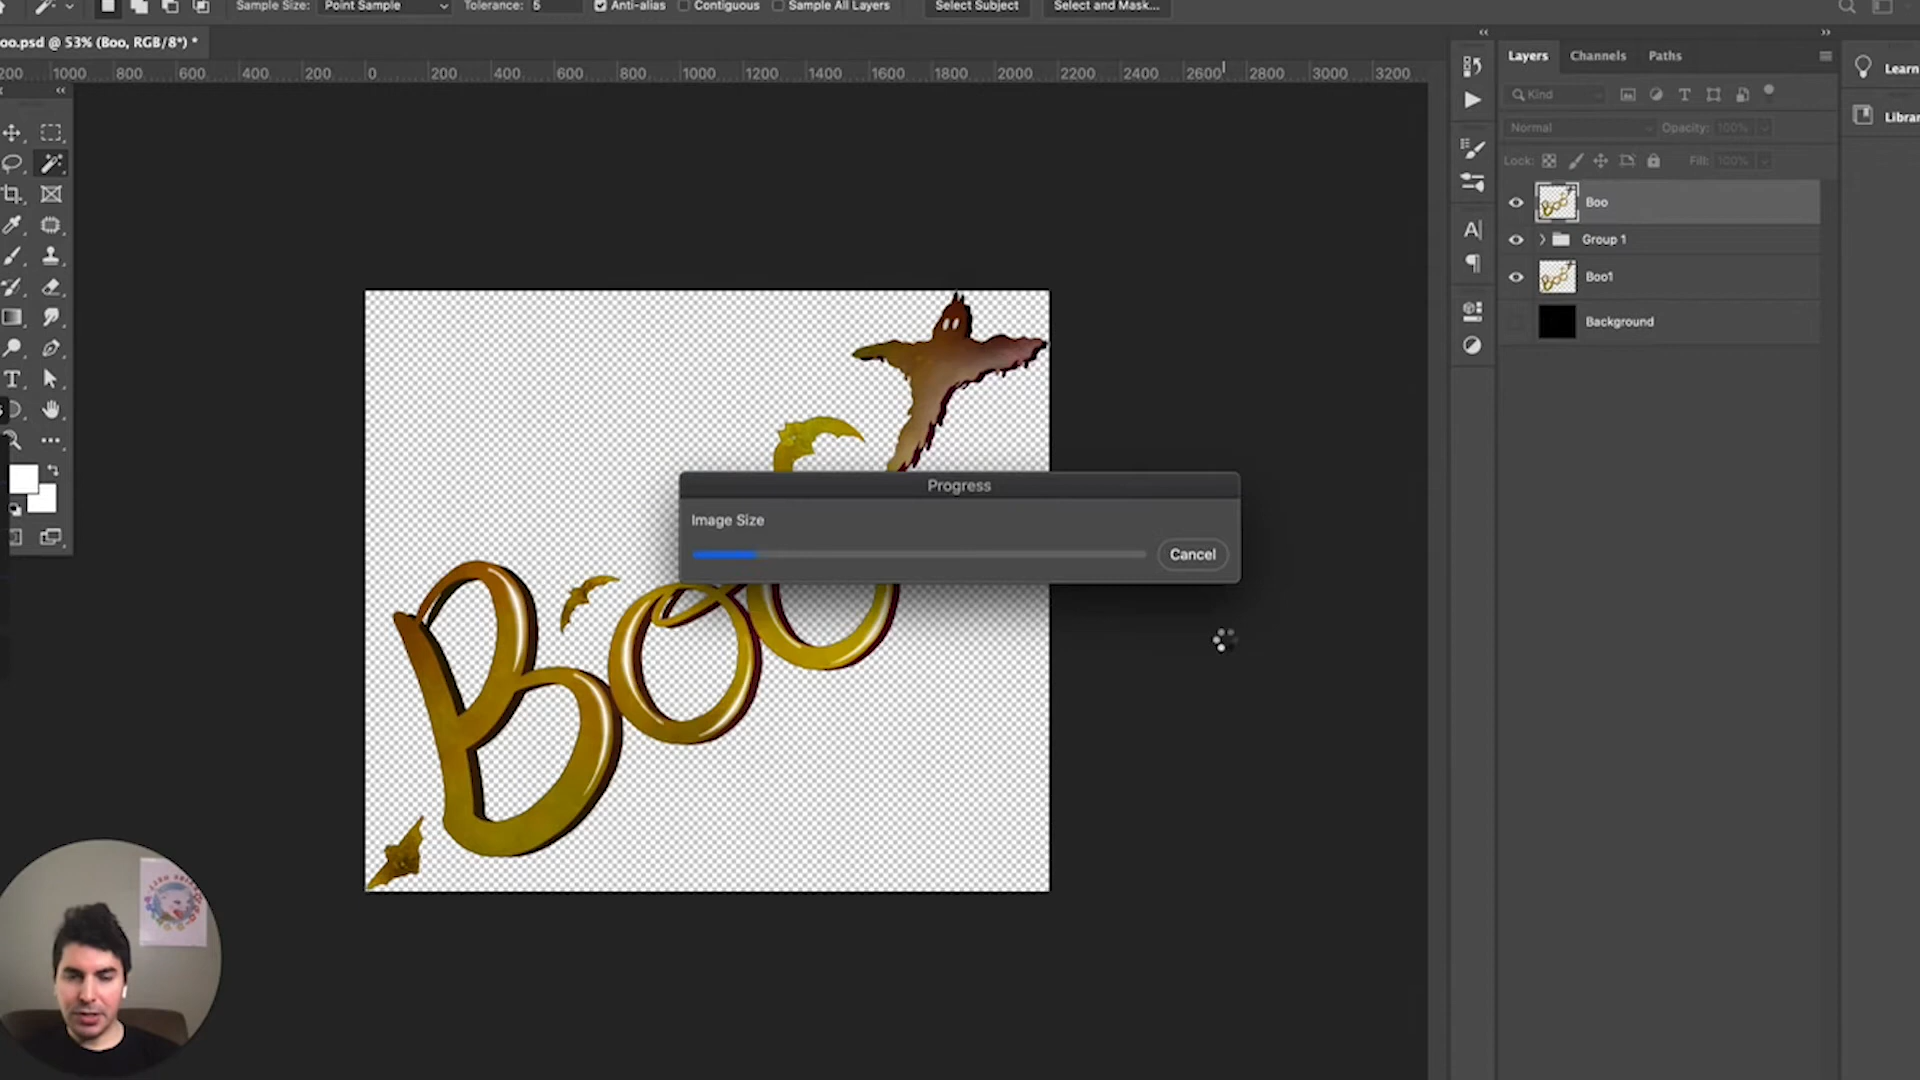 Sample Size: Point Sample Tolerance: 5 Anti-alias Contiguous Sample All Layers Select Subject Select and Mask...
oo.psd @ 53% (Boo, RGB/8*) *
200 1000 800 600 400 200 0 200 400 600 800 1000 1200 1400 1600 1800 2000 2200 2400 2600 2800 3000 3200
Layers Channels Paths
Learn
Kind
Normal Opacity: 100%
Librar
Lock: Fill: 100%
Boo
Group 1
Boo1
Background
Progress
Image Size
Cancel
Boo